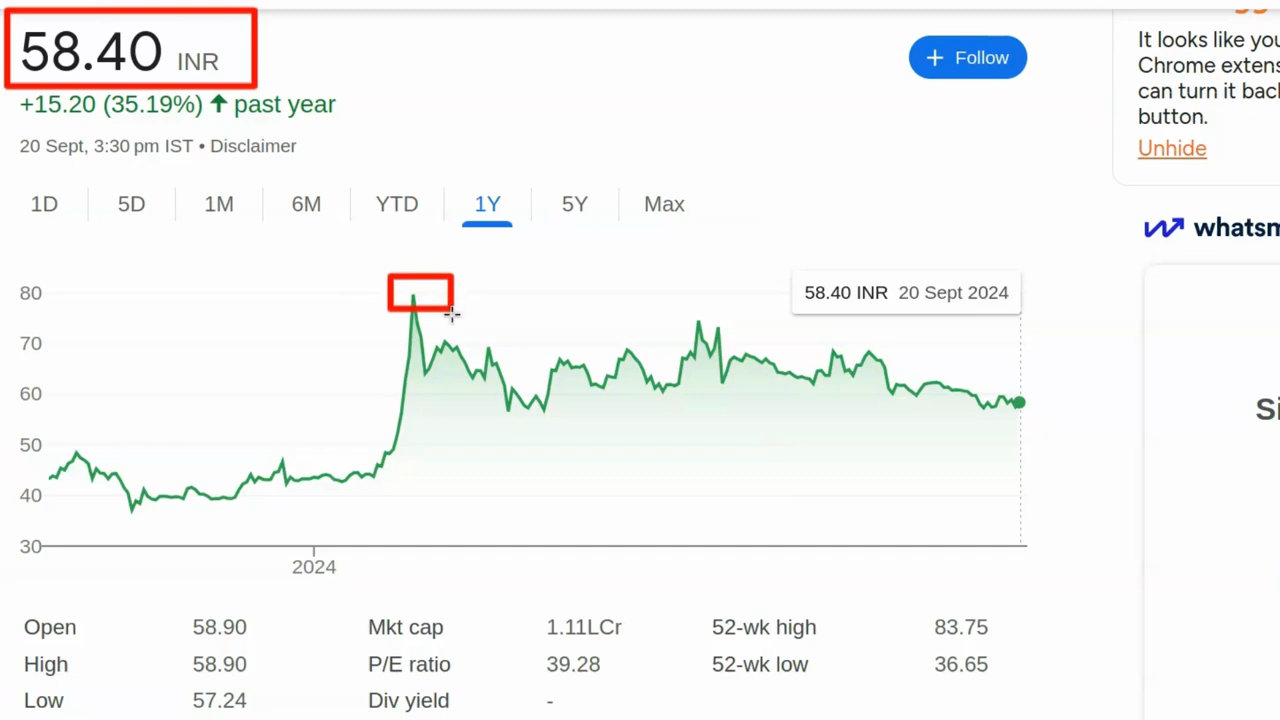 58.40 INR
Follow
+15.20 (35.19%) ↑ past year
20 Sept, 3:30 pm IST • Disclaimer
1D 5D 1M 6M YTD 1Y 5Y Max
58.40 INR 20 Sept 2024
80
70
60
50
40
30
2024
Open 58.90 Mkt cap 1.11LCr 52-wk high 83.75
High 58.90 P/E ratio 39.28 52-wk low 36.65
Low 57.24 Div yield -
It looks like you
Chrome extens
can turn it back
button.
Unhide
whatsm
Si